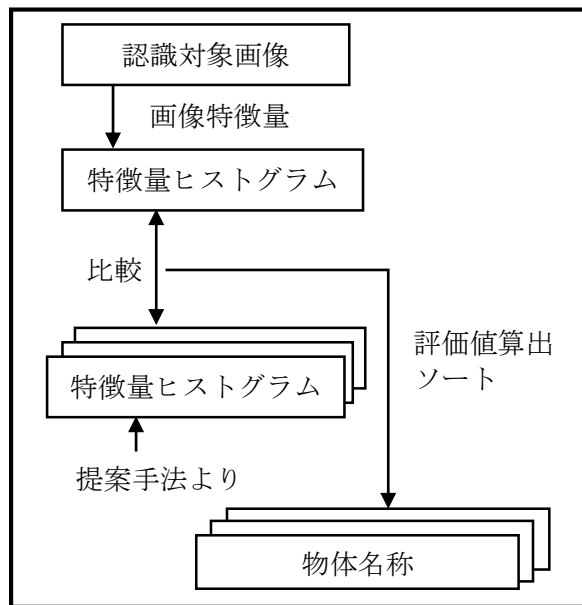 認識対象画像
画像特徴量
特徴量ヒストグラム
比較
評価値算出
ソート
特徴量ヒストグラム
提案手法より
物体名称